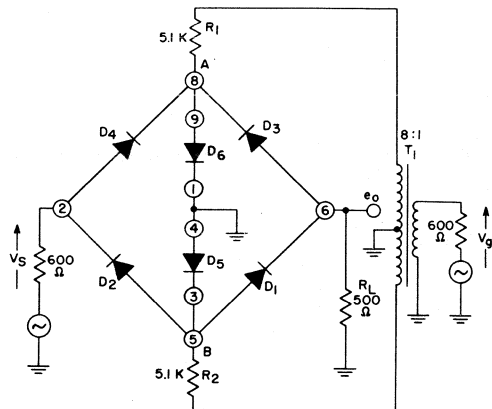 R1
5.1 K
A
8
9
D4
D3
D6
8:1
T1
1
2
6
eo
4
VS
600
Ω
D2
D5
D1
RL
500
Ω
600
Ω
Vg
3
5
B
5.1 K
R2